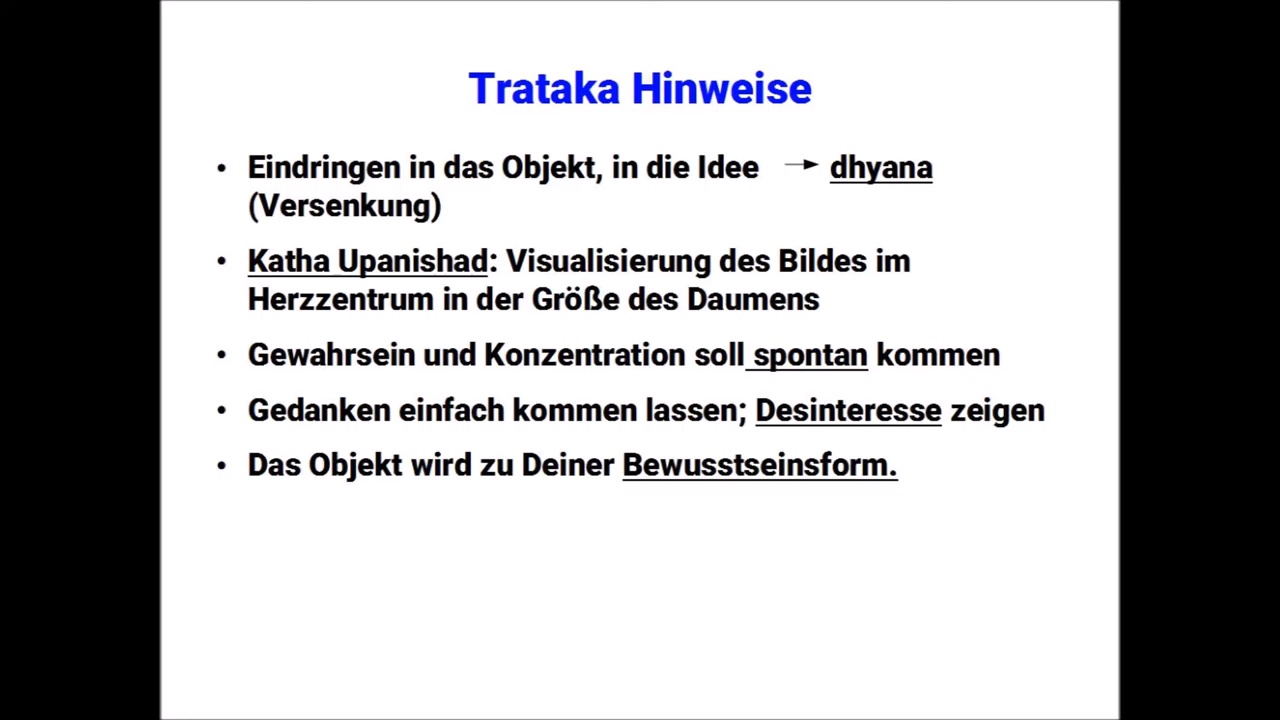 Trataka Hinweise
• Eindringen in das Objekt, in die Idee → dhyana
(Versenkung)
• Katha Upanishad: Visualisierung des Bildes im
Herzzentrum in der Größe des Daumens
• Gewahrsein und Konzentration soll spontan kommen
• Gedanken einfach kommen lassen; Desinteresse zeigen
• Das Objekt wird zu Deiner Bewusstseinsform.